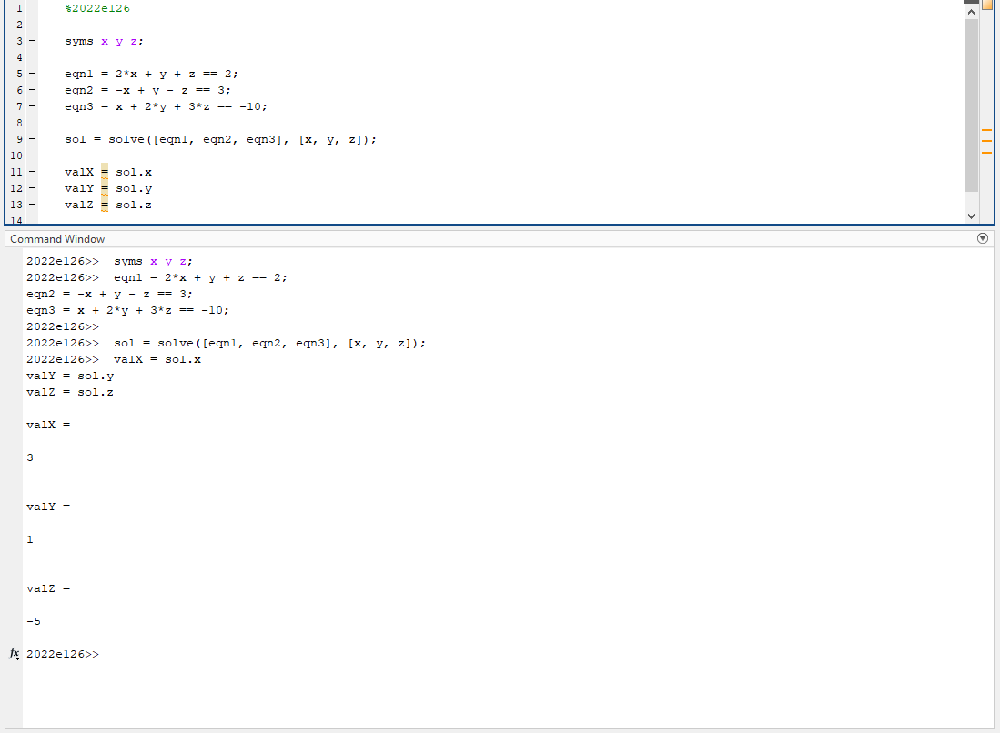 1 %2022e126
2
3 − syms x y z;
4
5 − eqn1 = 2*x + y + z == 2;
6 − eqn2 = -x + y - z == 3;
7 − eqn3 = x + 2*y + 3*z == -10;
8
9 − sol = solve([eqn1, eqn2, eqn3], [x, y, z]);
10
11 − valX = sol.x
12 − valY = sol.y
13 − valZ = sol.z
14
Command Window
2022e126>> syms x y z;
2022e126>> eqn1 = 2*x + y + z == 2;
eqn2 = -x + y - z == 3;
eqn3 = x + 2*y + 3*z == -10;
2022e126>>
2022e126>> sol = solve([eqn1, eqn2, eqn3], [x, y, z]);
2022e126>> valX = sol.x
valY = sol.y
valZ = sol.z
valX =
3
valY =
1
valZ =
-5
fx 2022e126>>